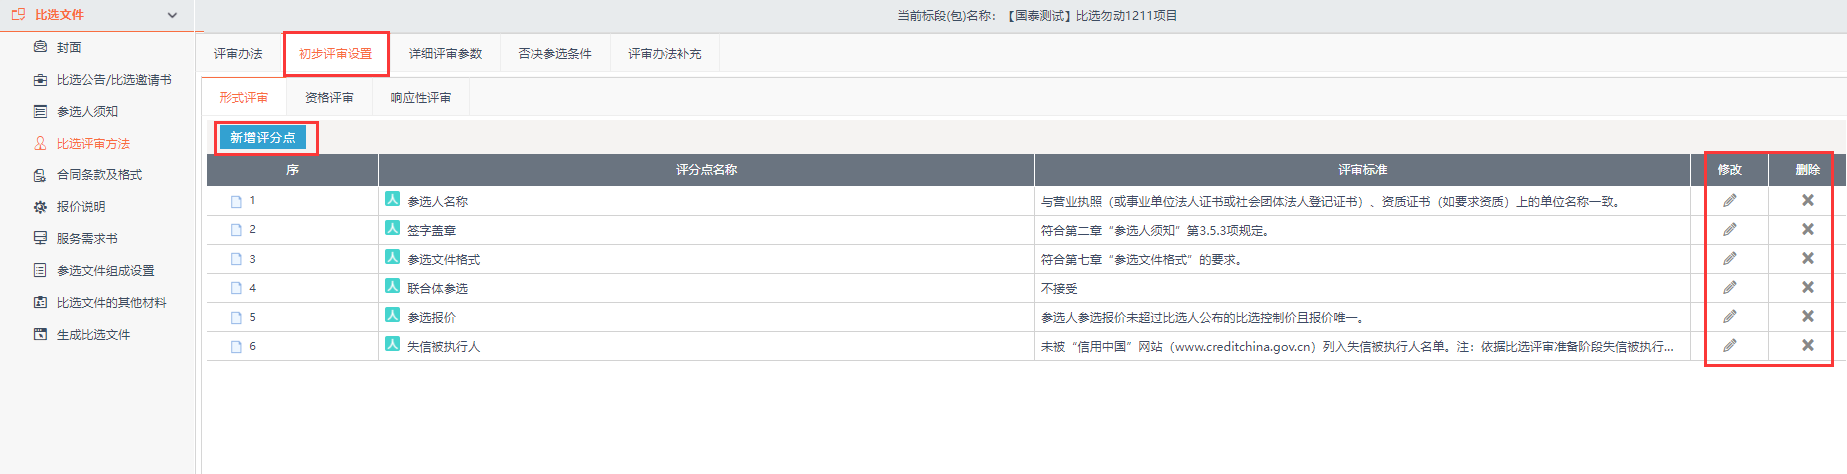 比选文件
当前标段(包)名称：【国泰测试】比选勿动1211项目
封面
比选公告/比选邀请书
参选人须知
比选评审方法
合同条款及格式
报价说明
服务需求书
参选文件组成设置
比选文件的其他材料
生成比选文件
评审办法 初步评审设置 详细评审参数 否决参选条件 评审办法补充
形式评审 资格评审 响应性评审
新增评分点
序 评分点名称 评审标准 修改 删除
1 人 参选人名称 与营业执照（或事业单位法人证书或社会团体法人登记证书）、资质证书（如要求资质）上的单位名称一致。
2 人 签字盖章 符合第二章“参选人须知”第3.5.3项规定。
3 人 参选文件格式 符合第七章“参选文件格式”的要求。
4 人 联合体参选 不接受
5 人 参选报价 参选人参选报价未超过比选人公布的比选控制价且报价唯一。
6 人 失信被执行人 未被“信用中国”网站（www.creditchina.gov.cn）列入失信被执行人名单。注：依据比选评审准备阶段失信被执行...